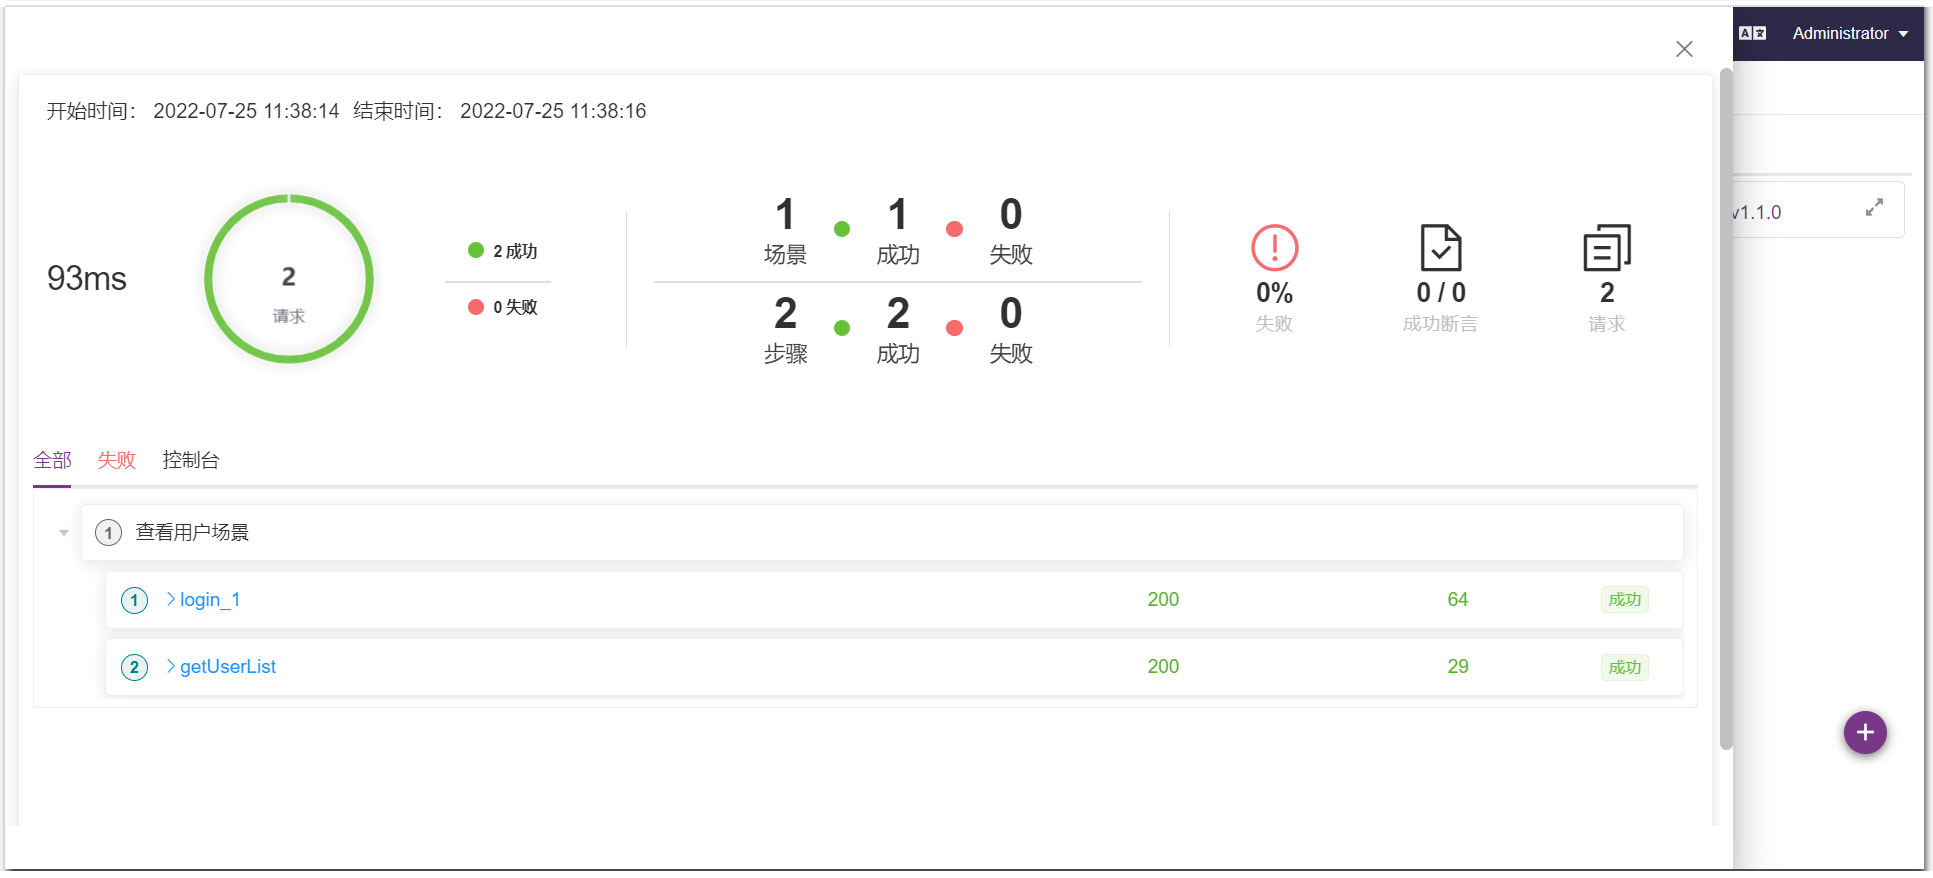 Administrator
开始时间： 2022-07-25 11:38:14 结束时间： 2022-07-25 11:38:16
v1.1.0
93ms
2
请求
2 成功
0 失败
1 1 0
场景 成功 失败
2 2 0
步骤 成功 失败
0% 0 / 0 2
失败 成功断言 请求
全部 失败 控制台
1 查看用户场景
1 login_1 200 64 成功
2 getUserList 200 29 成功